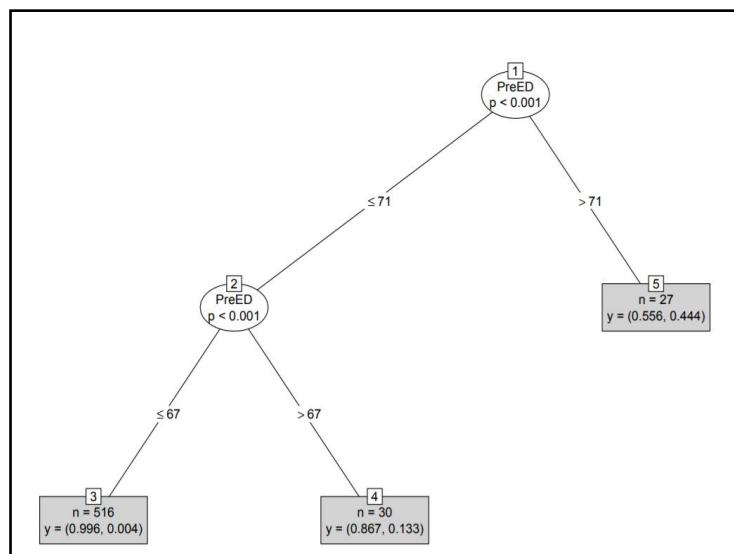 1
PreED
p < 0.001
≤ 71
> 71
2
PreED
p < 0.001
5
n = 27
y = (0.556, 0.444)
≤ 67
> 67
3
n = 516
y = (0.996, 0.004)
4
n = 30
y = (0.867, 0.133)